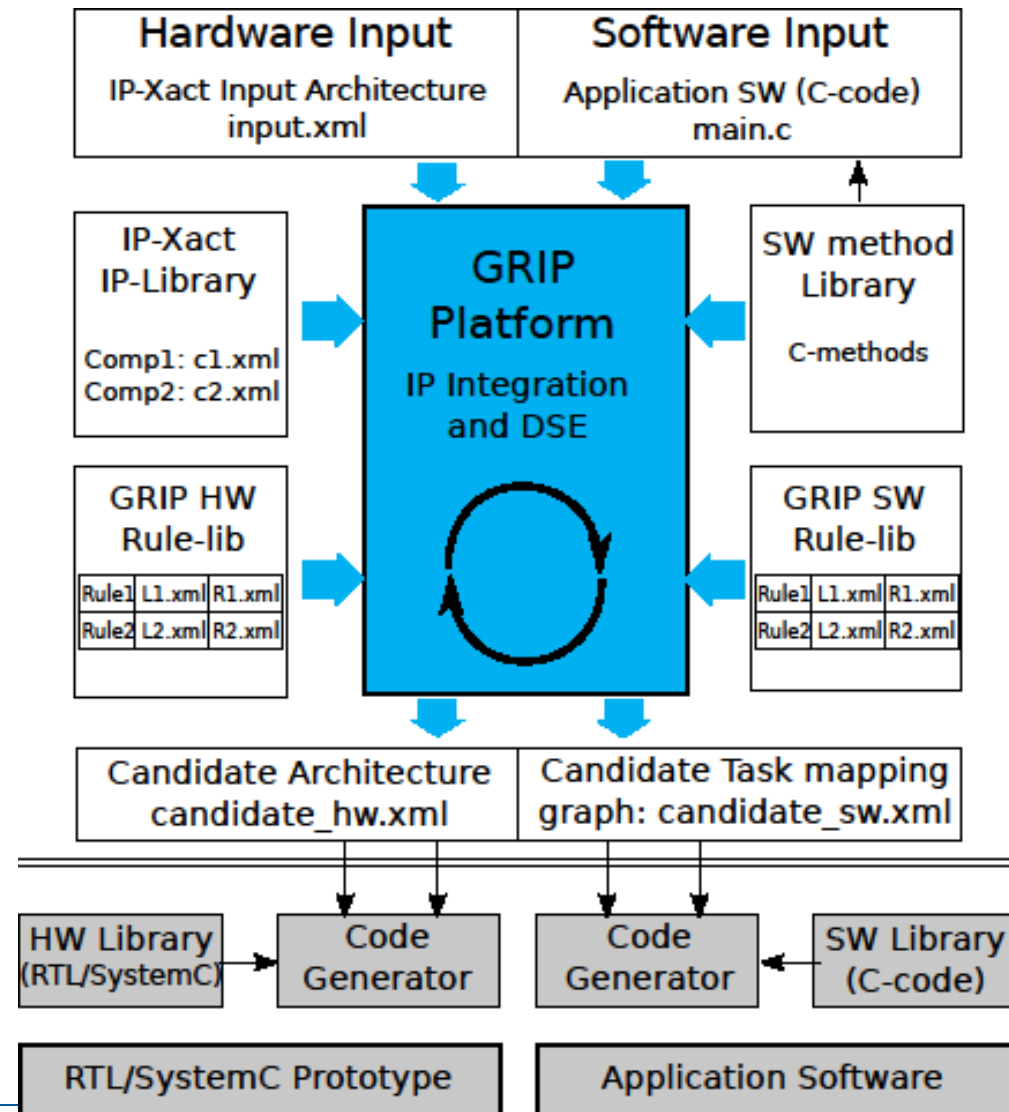 Hardware Input
IP-Xact Input Architecture
input.xml
Software Input
Application SW (C-code)
main.c
IP-Xact
IP-Library
Comp1: c1.xml
Comp2: c2.xml
GRIP
Platform
IP Integration
and DSE
SW method
Library
C-methods
GRIP HW
Rule-lib
Rule1 L1.xml R1.xml
Rule2 L2.xml R2.xml
GRIP SW
Rule-lib
Rule1 L1.xml R1.xml
Rule2 L2.xml R2.xml
Candidate Architecture
candidate_hw.xml
Candidate Task mapping
graph: candidate_sw.xml
HW Library
(RTL/SystemC)
Code
Generator
Code
Generator
SW Library
(C-code)
RTL/SystemC Prototype
Application Software